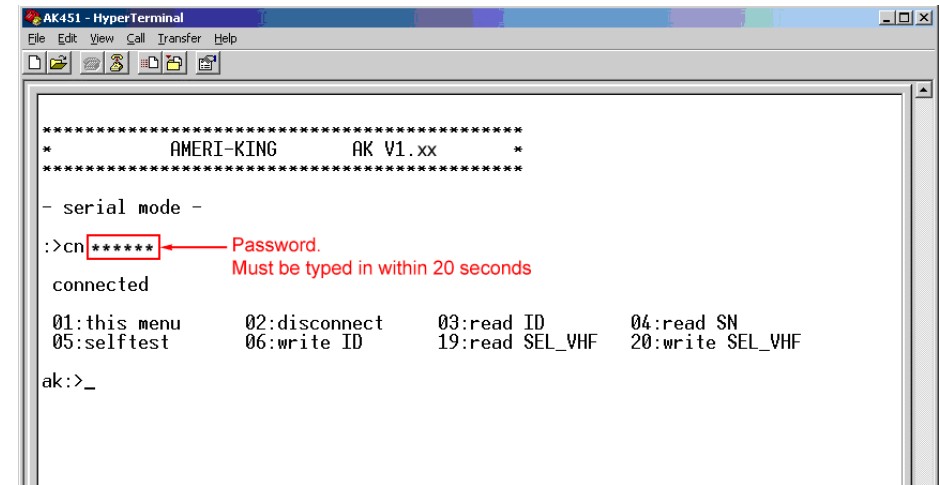 AK451 - HyperTerminal
File Edit View Call Transfer Help
*********************************************
* AMERI-KING AK V1.xx *
*********************************************
- serial mode -
:>cn ****** Password.
Must be typed in within 20 seconds
connected
01:this menu 02:disconnect 03:read ID 04:read SN
05:selftest 06:write ID 19:read SEL_VHF 20:write SEL_VHF
ak:>_